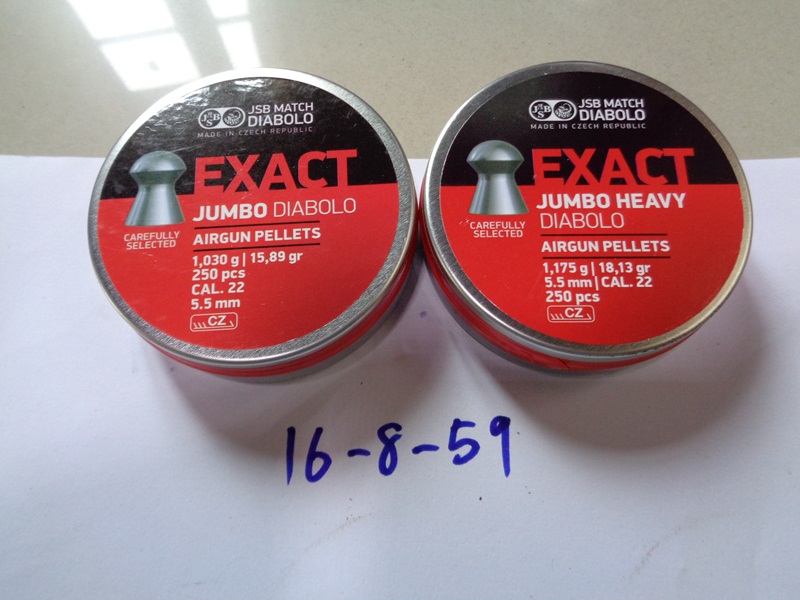 JSB
JSB MATCH
DIABOLO
MADE IN CZECH REPUBLIC
EXACT
JUMBO DIABOLO
CAREFULLY
SELECTED
AIRGUN PELLETS
1,030 g | 15,89 gr
250 pcs
CAL. 22
5.5 mm
CZ
JSB
JSB MATCH
DIABOLO
MADE IN CZECH REPUBLIC
EXACT
JUMBO HEAVY
DIABOLO
CAREFULLY
SELECTED
AIRGUN PELLETS
1,175 g | 18,13 gr
5.5 mm | CAL. 22
250 pcs
CZ
16-8-59